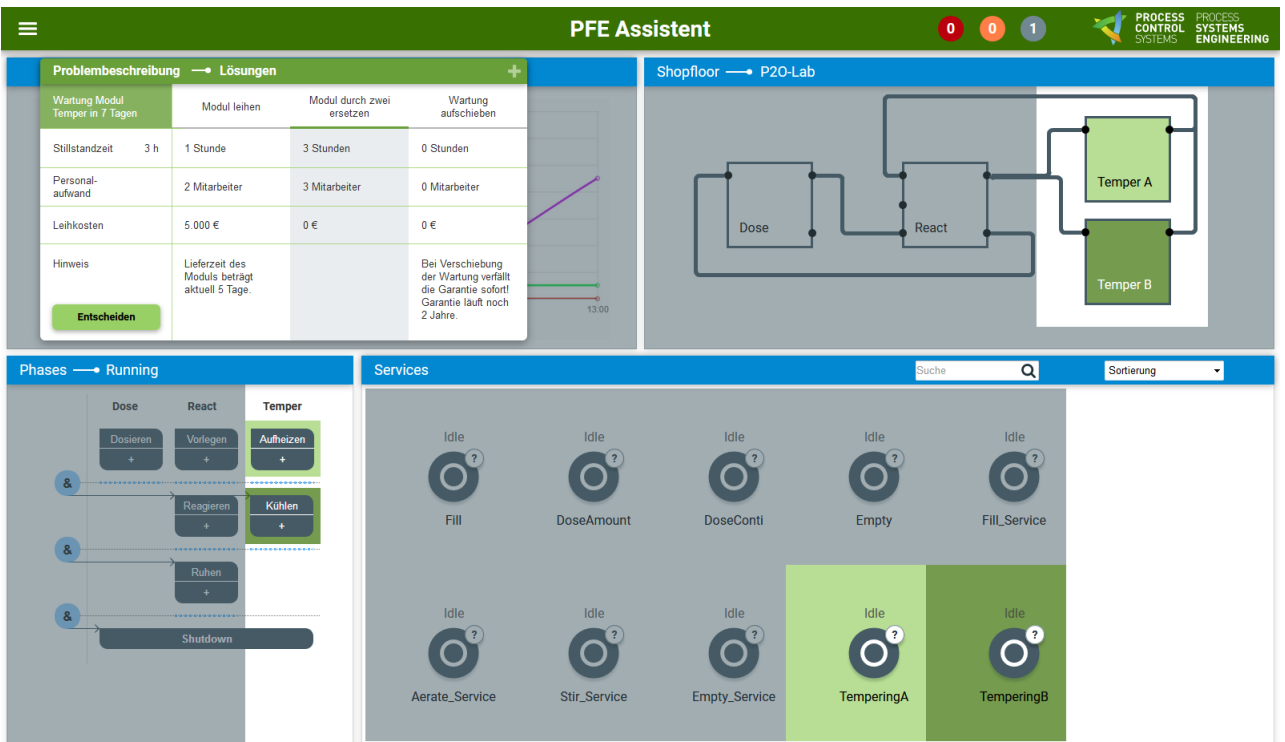 PFE Assistent
0
0
1
PROCESS CONTROL SYSTEMS
PROCESS SYSTEMS ENGINEERING
Problembeschreibung Lösungen +
Wartung Modul
Temper in 7 Tagen
Modul leihen
Modul durch zwei
ersetzen
Wartung
aufschieben
Stillstandzeit 3 h 1 Stunde 3 Stunden 0 Stunden
Personal-
aufwand
2 Mitarbeiter 3 Mitarbeiter 0 Mitarbeiter
Leihkosten 5.000 € 0 € 0 €
Hinweis
Lieferzeit des
Moduls beträgt
aktuell 5 Tage.
Bei Verschiebung
der Wartung verfällt
die Garantie sofort!
Garantie läuft noch
2 Jahre.
Entscheiden
13:00
Shopfloor P2O-Lab
Dose
React
Temper A
Temper B
Phases Running
Dose React Temper
Dosieren Vorlegen Aufheizen
+ + +
&
Reagieren Kühlen
+ +
&
Ruhen
+
&
Shutdown
Services
Suche
Sortierung
Idle Idle Idle Idle Idle
? ? ? ? ?
Fill DoseAmount DoseConti Empty Fill_Service
Idle Idle Idle Idle Idle
? ? ? ? ?
Aerate_Service Stir_Service Empty_Service TemperingA TemperingB